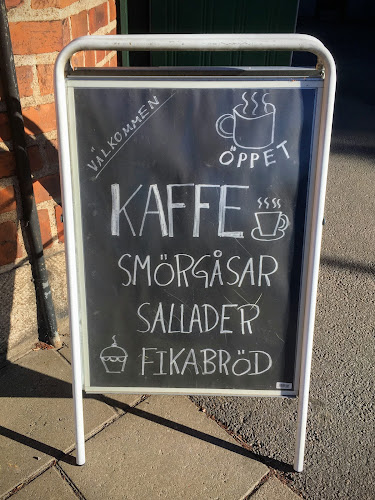 VÄLKOMMEN
ÖPPET
KAFFE
SMÖRGÅSAR
SALLADER
FIKABRÖD